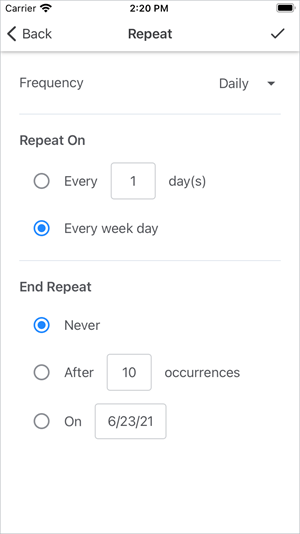 Carrier 2:20 PM
Back Repeat
Frequency Daily
Repeat On
Every 1 day(s)
Every week day
End Repeat
Never
After 10 occurrences
On 6/23/21